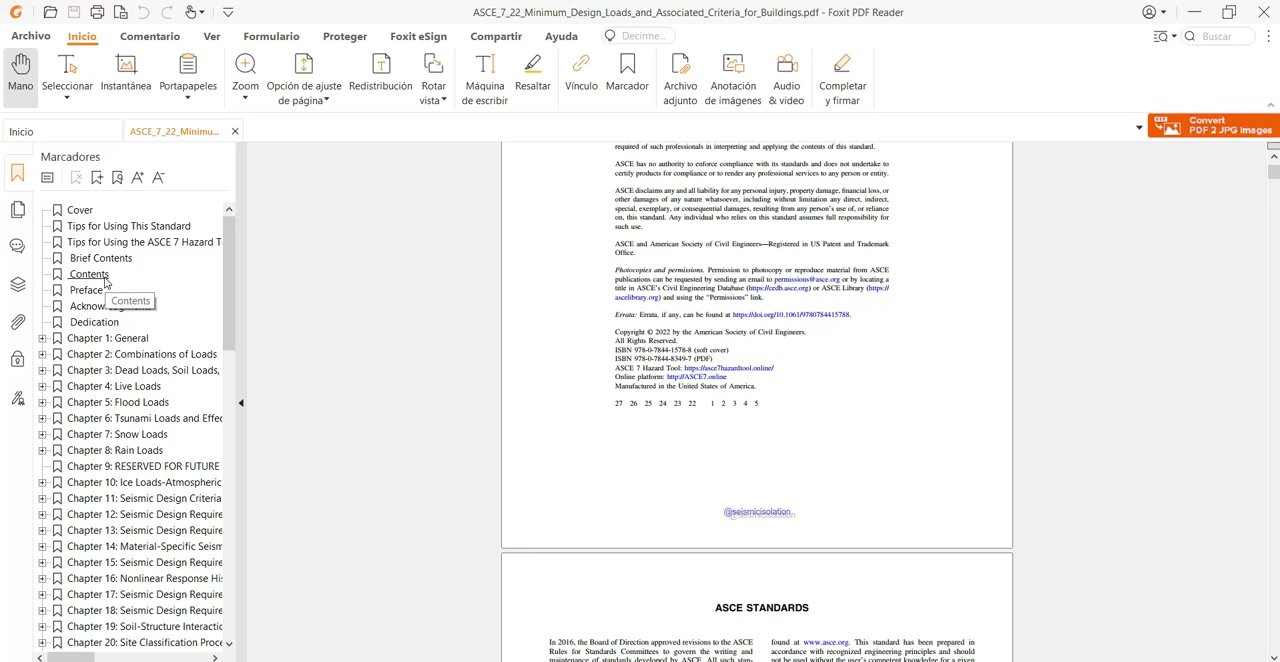 ASCE_7_22_Minimum_Design_Loads_and_Associated_Criteria_for_Buildings.pdf - Foxit PDF Reader
Archivo Inicio Comentario Ver Formulario Proteger Foxit eSign Compartir Ayuda Decirme... Buscar
Mano Seleccionar Instantánea Portapapeles Zoom Opción de ajuste de página Redistribución Rotar vista Máquina de escribir Resaltar Vínculo Marcador Archivo adjunto Anotación de imágenes Audio & video Completar y firmar
Inicio ASCE_7_22_Minimu...
Convert
PDF 2 JPG Images
Marcadores
Cover
Tips for Using This Standard
Tips for Using the ASCE 7 Hazard T
Brief Contents
Contents
Preface
Contents
Dedication
Chapter 1: General
Chapter 2: Combinations of Loads
Chapter 3: Dead Loads, Soil Loads,
Chapter 4: Live Loads
Chapter 5: Flood Loads
Chapter 6: Tsunami Loads and Effec
Chapter 7: Snow Loads
Chapter 8: Rain Loads
Chapter 9: RESERVED FOR FUTURE
Chapter 10: Ice Loads-Atmospheric
Chapter 11: Seismic Design Criteria
Chapter 12: Seismic Design Require
Chapter 13: Seismic Design Require
Chapter 14: Material-Specific Seism
Chapter 15: Seismic Design Require
Chapter 16: Nonlinear Response His
Chapter 17: Seismic Design Require
Chapter 18: Seismic Design Require
Chapter 19: Soil-Structure Interactic
Chapter 20: Site Classification Proce
required of such professionals in interpreting and applying the contents of this standard.
ASCE has no authority to enforce compliance with its standards and does not undertake to
certify products for compliance or to render any professional services to any person or entity.
ASCE disclaims any and all liability for any personal injury, property damage, financial loss, or
other damages of any nature whatsoever, including without limitation any direct, indirect,
special, exemplary, or consequential damages, resulting from any person's use of, or reliance
on, this standard. Any individual who relies on this standard assumes full responsibility for
such use.
ASCE and American Society of Civil Engineers—Registered in US Patent and Trademark
Office.
Photocopies and permissions. Permission to photocopy or reproduce material from ASCE
publications can be requested by sending an email to permissions@asce.org or by locating a
title in ASCE's Civil Engineering Database (https://cedb.asce.org) or ASCE Library (https://
ascelibrary.org) and using the "Permissions" link.
Errata: Errata, if any, can be found at https://doi.org/10.1061/9780784415788.
Copyright © 2022 by the American Society of Civil Engineers.
All Rights Reserved.
ISBN 978-0-7844-1578-8 (soft cover)
ISBN 978-0-7844-8349-7 (PDF)
ASCE 7 Hazard Tool: https://asce7hazardtool.online/
Online platform: http://ASCE7.online
Manufactured in the United States of America.
27 26 25 24 23 22 1 2 3 4 5
@seismicisolation
@seismicisolation
ASCE STANDARDS
In 2016, the Board of Direction approved revisions to the ASCE
Rules for Standards Committees to govern the writing and
maintenance of standards developed by ASCE. All such stan-
found at www.asce.org. This standard has been prepared in
accordance with recognized engineering principles and should
not be used without the user's competent knowledge for a given